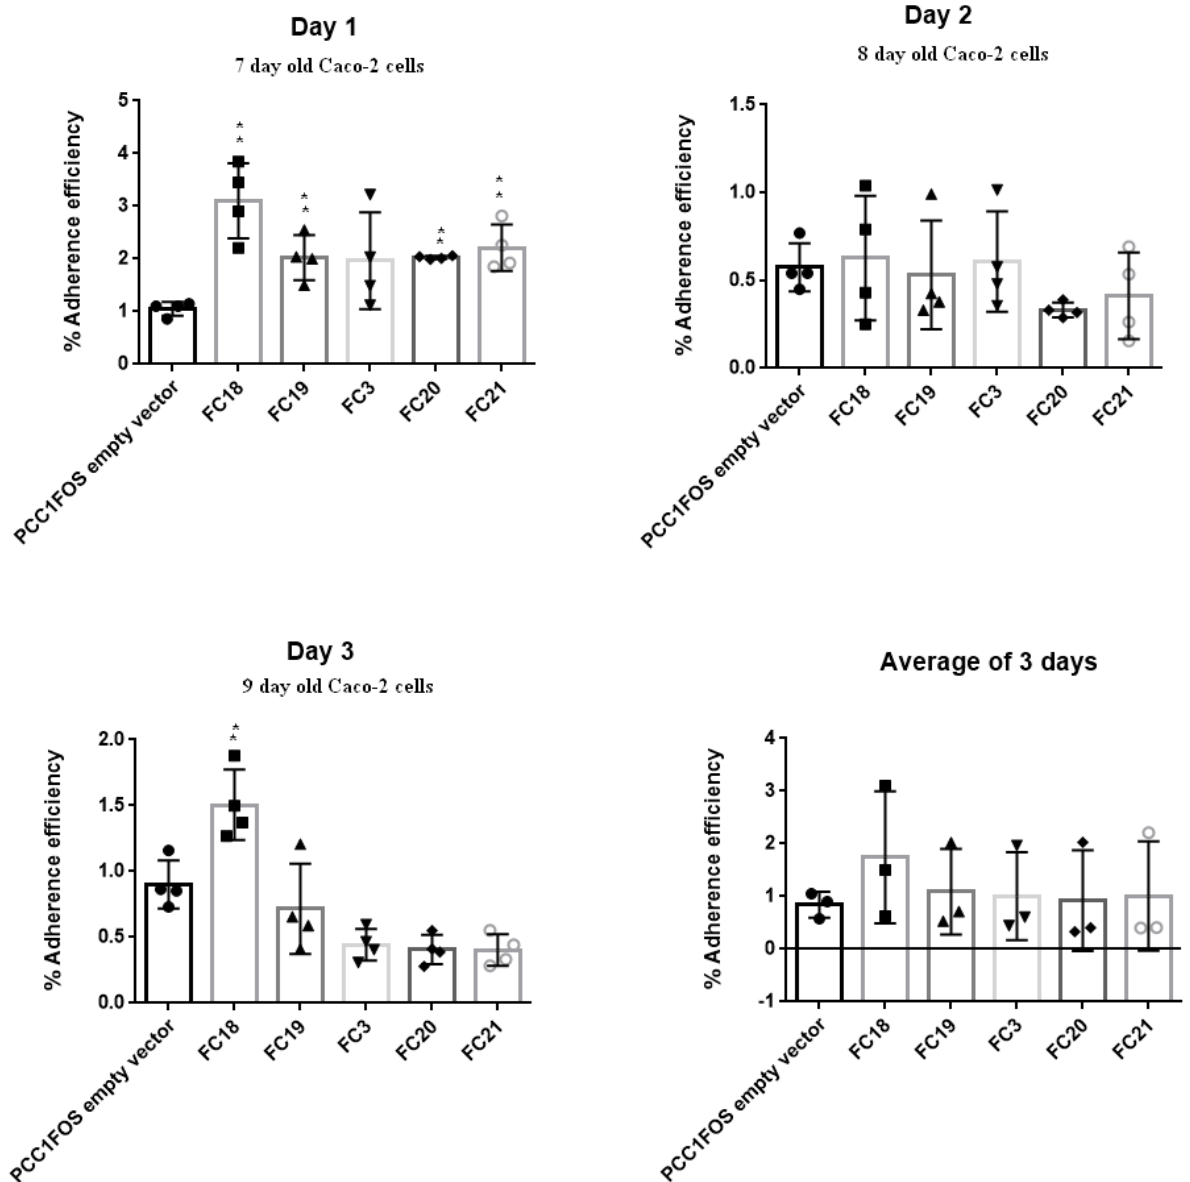 Day 1
7 day old Caco-2 cells
% Adherence efficiency
5
4
3
2
1
0
* *
* *
* *
* *
PCC1FOS empty vector
FC18
FC19
FC3
FC20
FC21
Day 2
8 day old Caco-2 cells
% Adherence efficiency
1.5
1.0
0.5
0.0
PCC1FOS empty vector
FC18
FC19
FC3
FC20
FC21
Day 3
9 day old Caco-2 cells
% Adherence efficiency
2.0
1.5
1.0
0.5
0.0
* *
PCC1FOS empty vector
FC18
FC19
FC3
FC20
FC21
Average of 3 days
% Adherence efficiency
4
3
2
1
0
-1
PCC1FOS empty vector
FC18
FC19
FC3
FC20
FC21